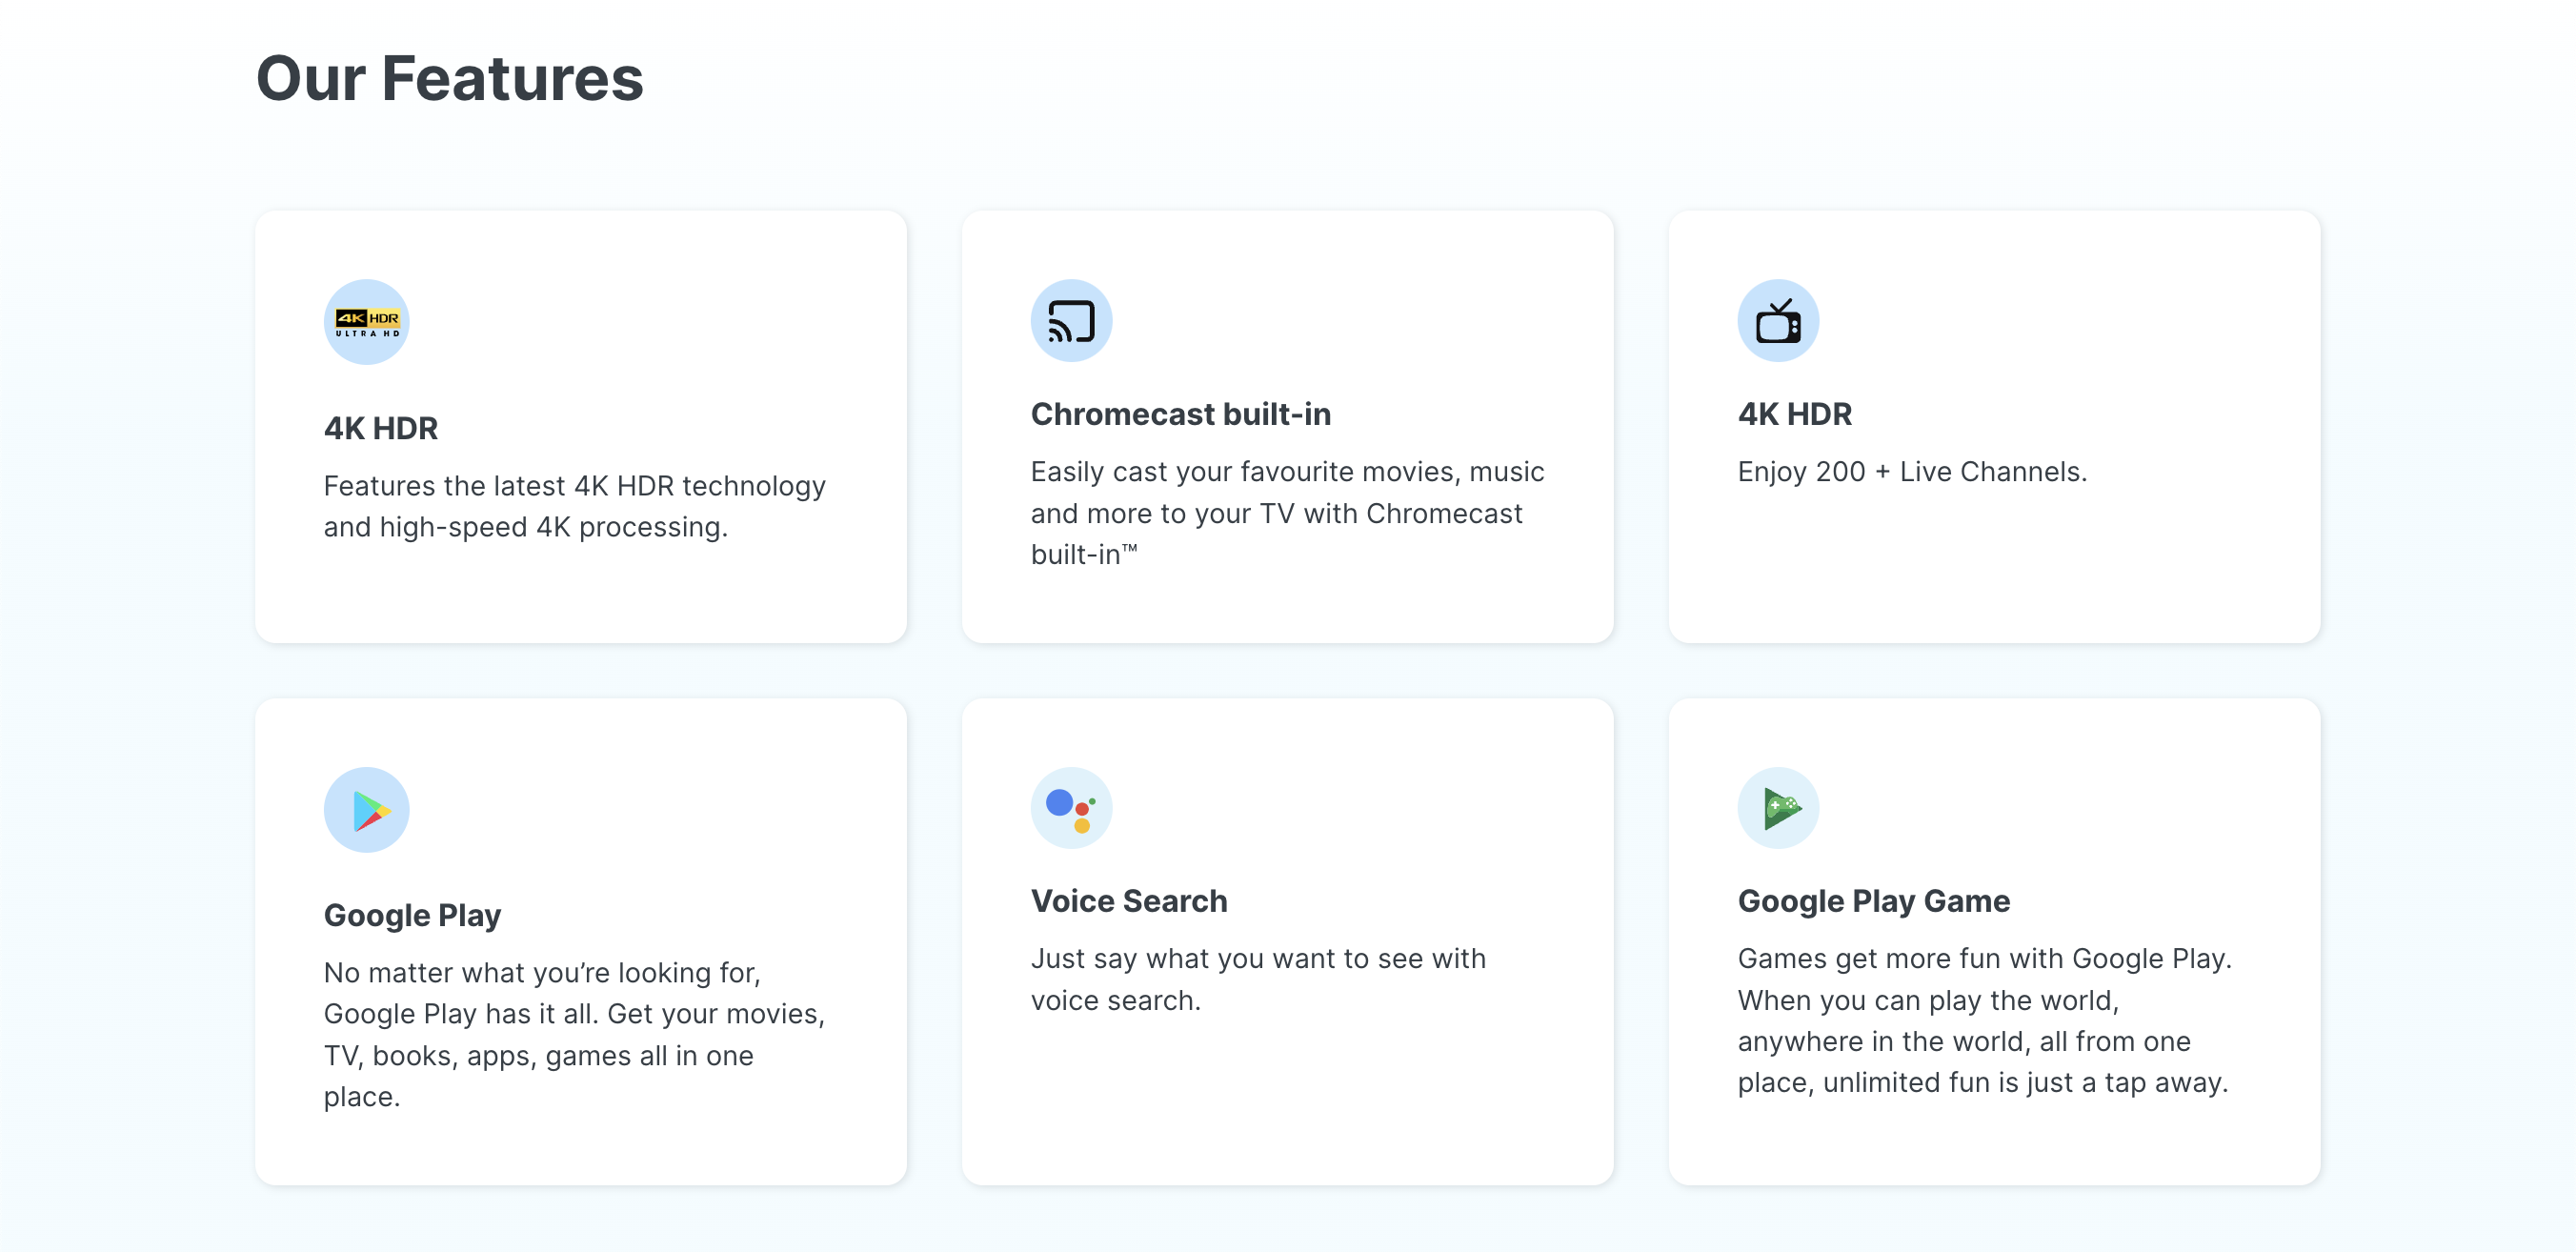 Our Features
4K HDR
ULTRA HD
4K HDR
Features the latest 4K HDR technology
and high-speed 4K processing.
Chromecast built-in
Easily cast your favourite movies, music
and more to your TV with Chromecast
built-in™
4K HDR
Enjoy 200 + Live Channels.
Google Play
No matter what you’re looking for,
Google Play has it all. Get your movies,
TV, books, apps, games all in one
place.
Voice Search
Just say what you want to see with
voice search.
Google Play Game
Games get more fun with Google Play.
When you can play the world,
anywhere in the world, all from one
place, unlimited fun is just a tap away.